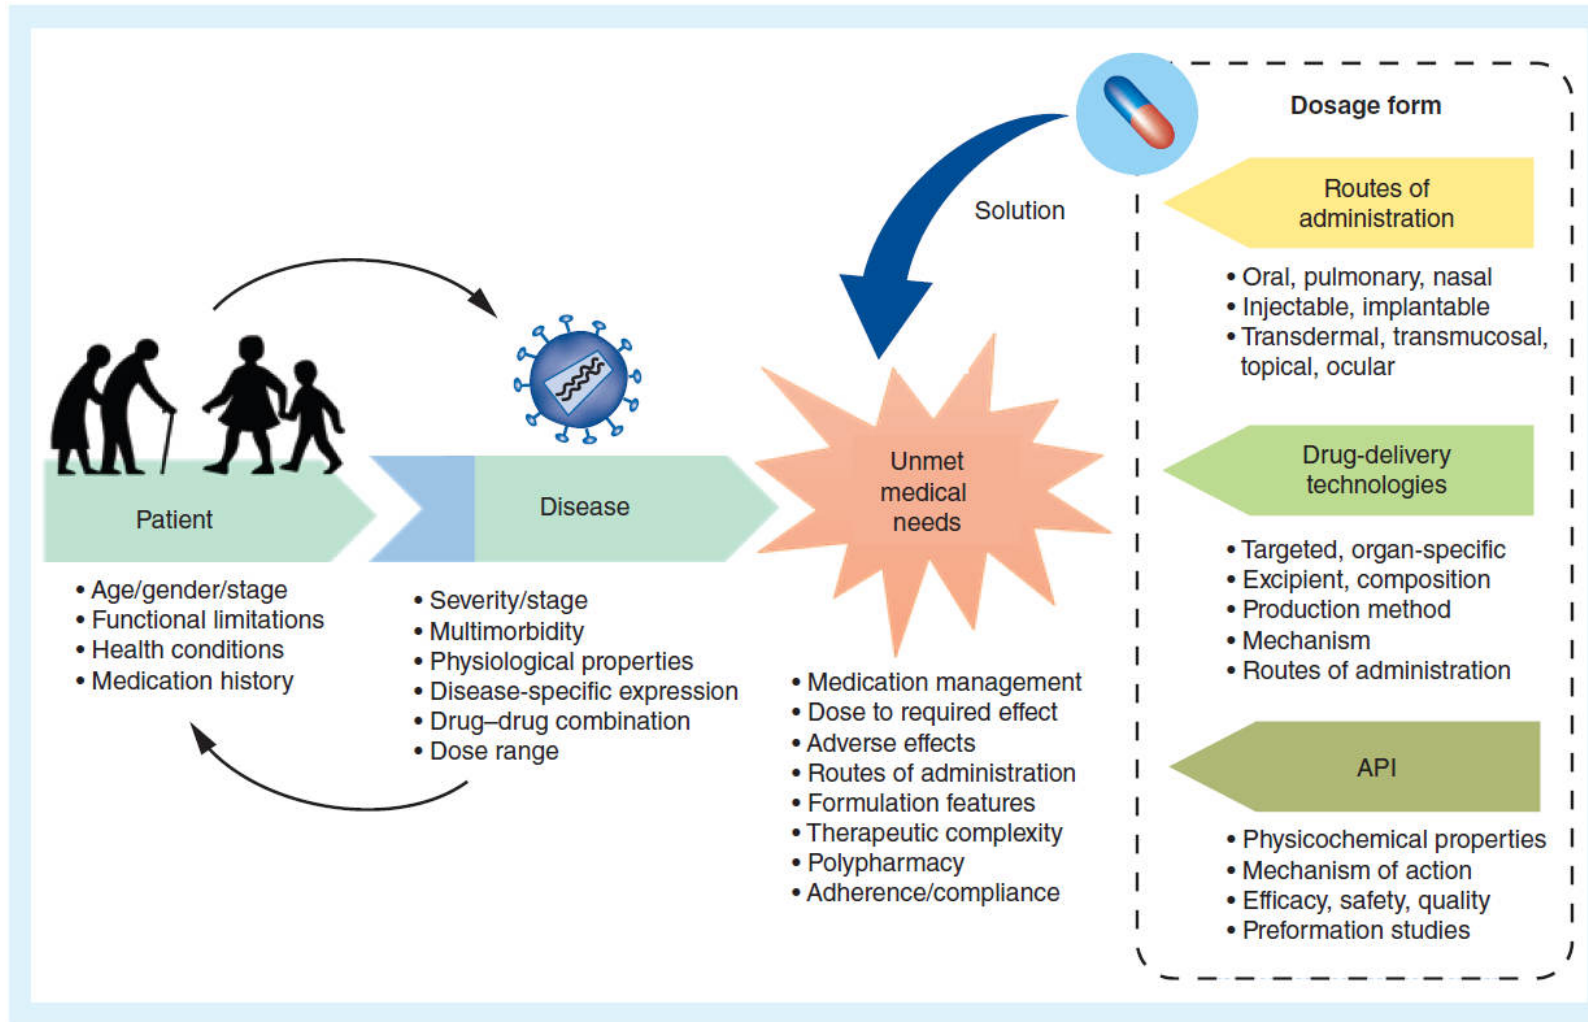 Patient
• Age/gender/stage
• Functional limitations
• Health conditions
• Medication history
Disease
• Severity/stage
• Multimorbidity
• Physiological properties
• Disease-specific expression
• Drug–drug combination
• Dose range
Unmet
medical
needs
• Medication management
• Dose to required effect
• Adverse effects
• Routes of administration
• Formulation features
• Therapeutic complexity
• Polypharmacy
• Adherence/compliance
Solution
Dosage form
Routes of
administration
• Oral, pulmonary, nasal
• Injectable, implantable
• Transdermal, transmucosal,
topical, ocular
Drug-delivery
technologies
• Targeted, organ-specific
• Excipient, composition
• Production method
• Mechanism
• Routes of administration
API
• Physicochemical properties
• Mechanism of action
• Efficacy, safety, quality
• Preformation studies